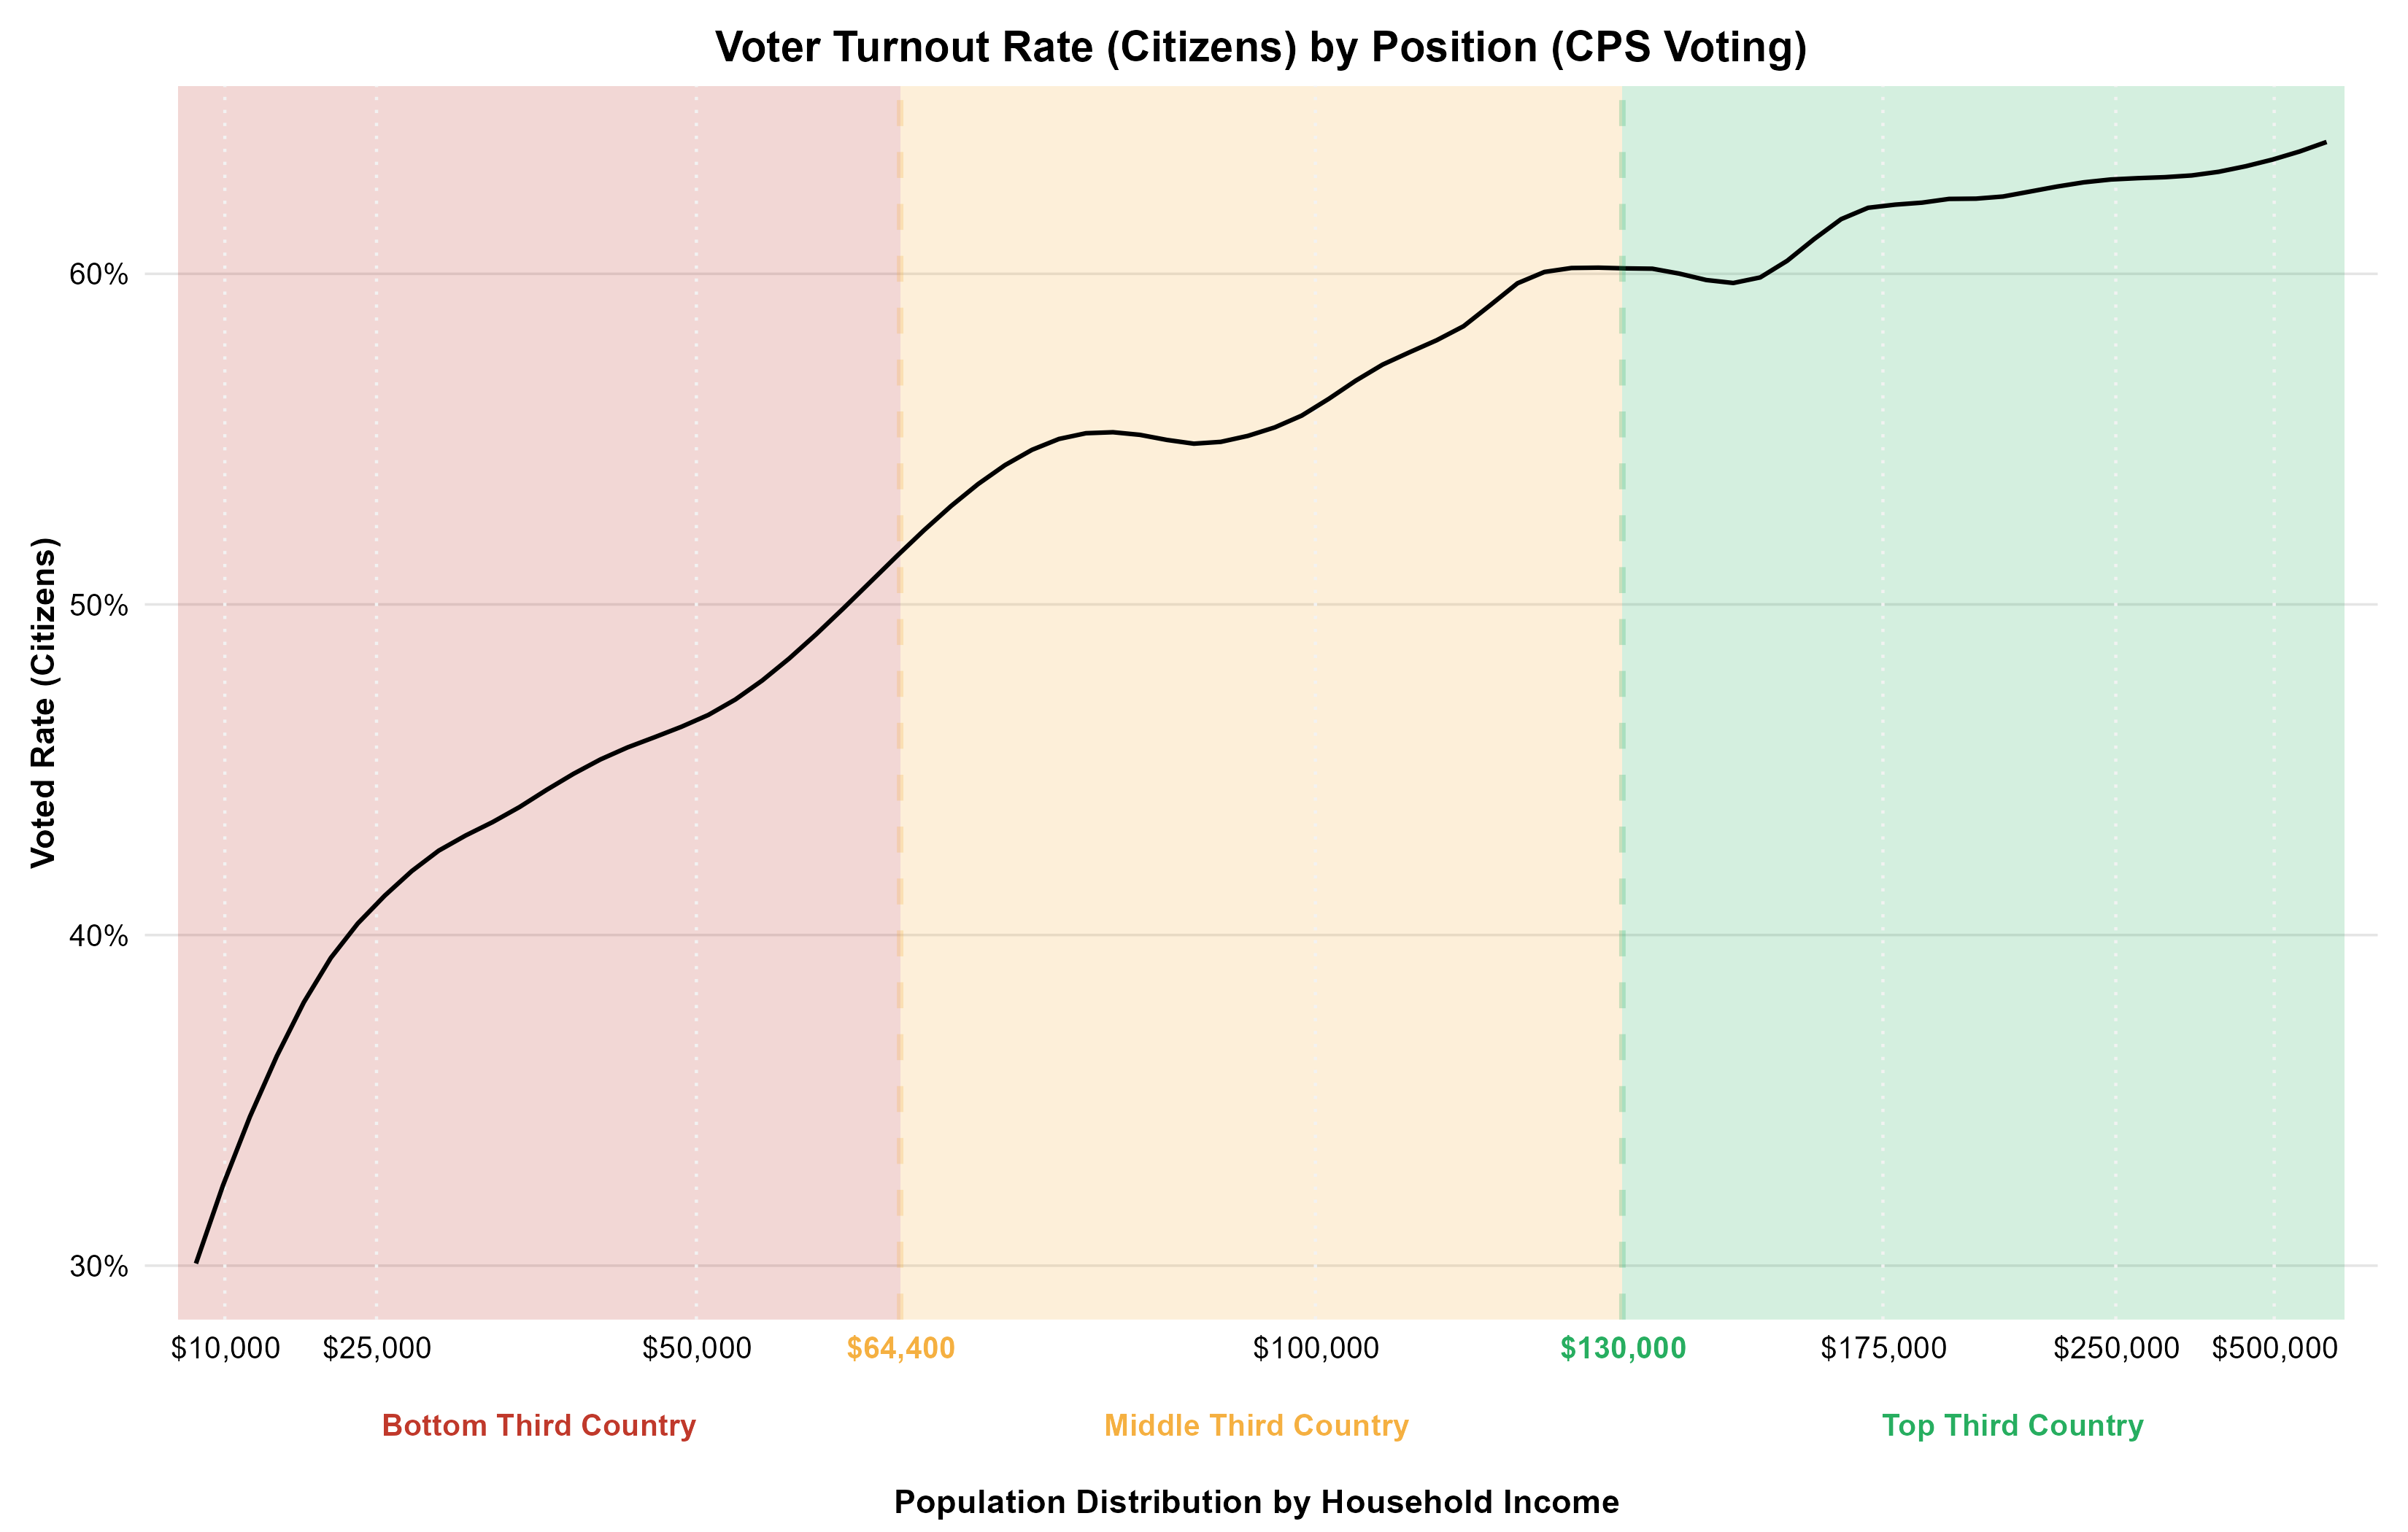 Voter Turnout Rate (Citizens) by Position (CPS Voting)
Voted Rate (Citizens)
60%
50%
40%
30%
$10,000 $25,000 $50,000 $64,400 $100,000 $130,000 $175,000 $250,000 $500,000
Bottom Third Country Middle Third Country Top Third Country
Population Distribution by Household Income